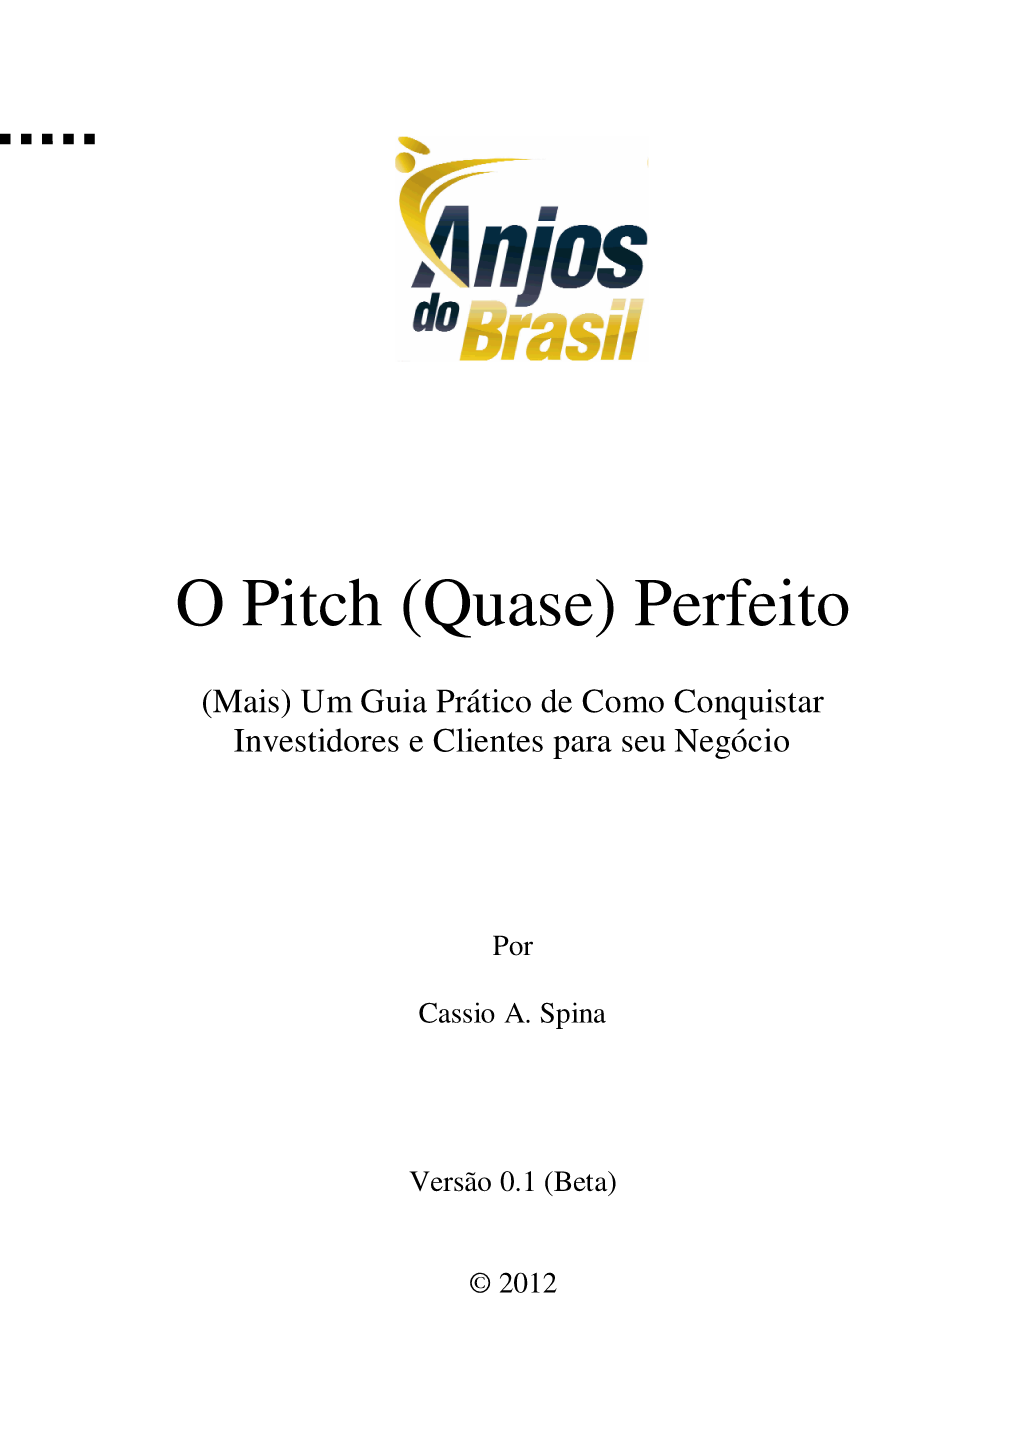 Anjos
do Brasil
O Pitch (Quase) Perfeito
(Mais) Um Guia Prático de Como Conquistar
Investidores e Clientes para seu Negócio
Por
Cassio A. Spina
Versão 0.1 (Beta)
© 2012